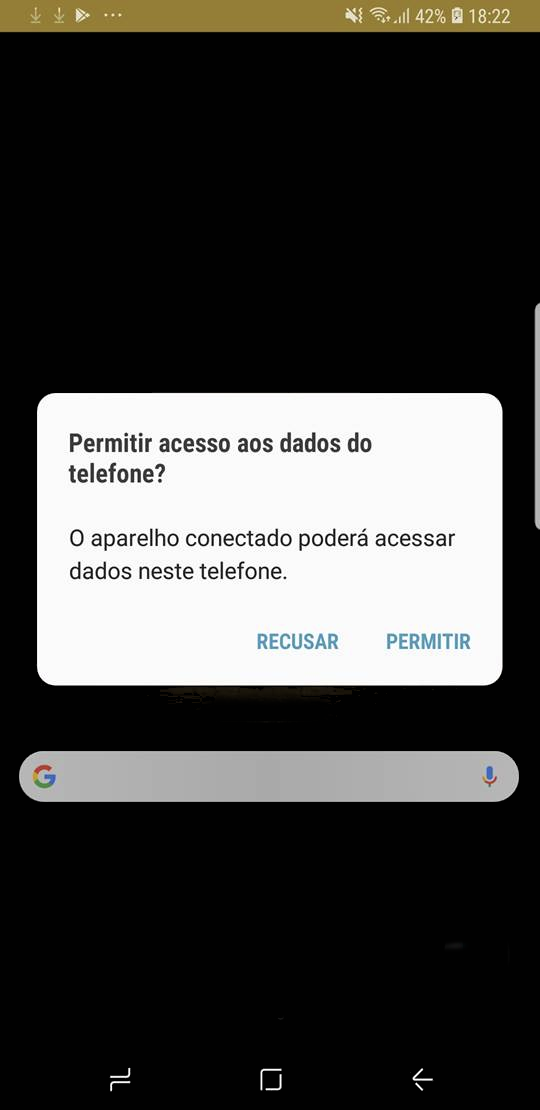 42% 18:22
Permitir acesso aos dados do
telefone?
O aparelho conectado poderá acessar
dados neste telefone.
RECUSAR PERMITIR